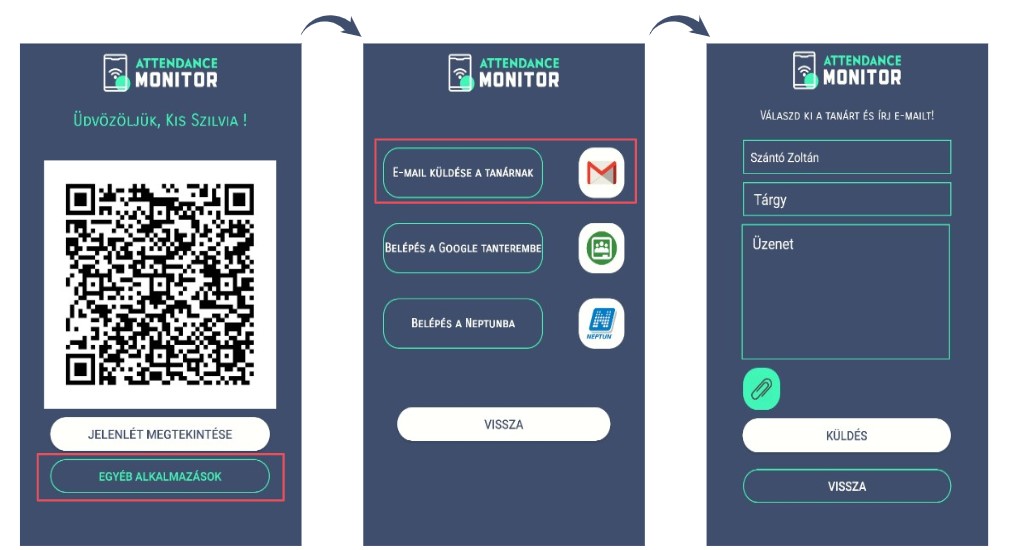 ATTENDANCE
MONITOR
Üdvözöljük, Kis Szilvia !
JELENLÉT MEGTEKINTÉSE
EGYÉB ALKALMAZÁSOK
ATTENDANCE
MONITOR
E-mail küldése a tanárnak
Belépés a Google tanterembe
Belépés a Neptunba
NEPTUN
VISSZA
ATTENDANCE
MONITOR
Válaszd ki a tanárt és írj e-mailt!
Szántó Zoltán
Tárgy
Üzenet
KÜLDÉS
VISSZA